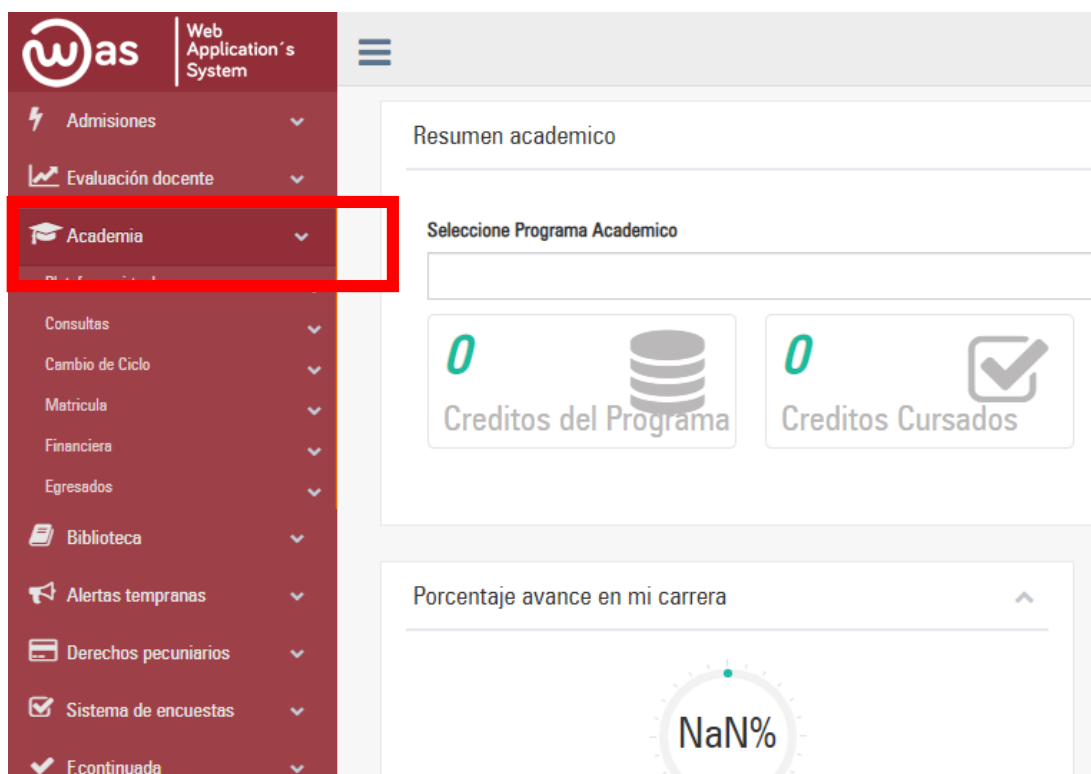 was
Web
Application´s
System
Admisiones
Evaluación docente
Academia
Consultas
Cambio de Ciclo
Matricula
Financiera
Egresados
Biblioteca
Alertas tempranas
Derechos pecuniarios
Sistema de encuestas
F.continuada
Resumen academico
Seleccione Programa Academico
0
Creditos del Programa
0
Creditos Cursados
Porcentaje avance en mi carrera
NaN%